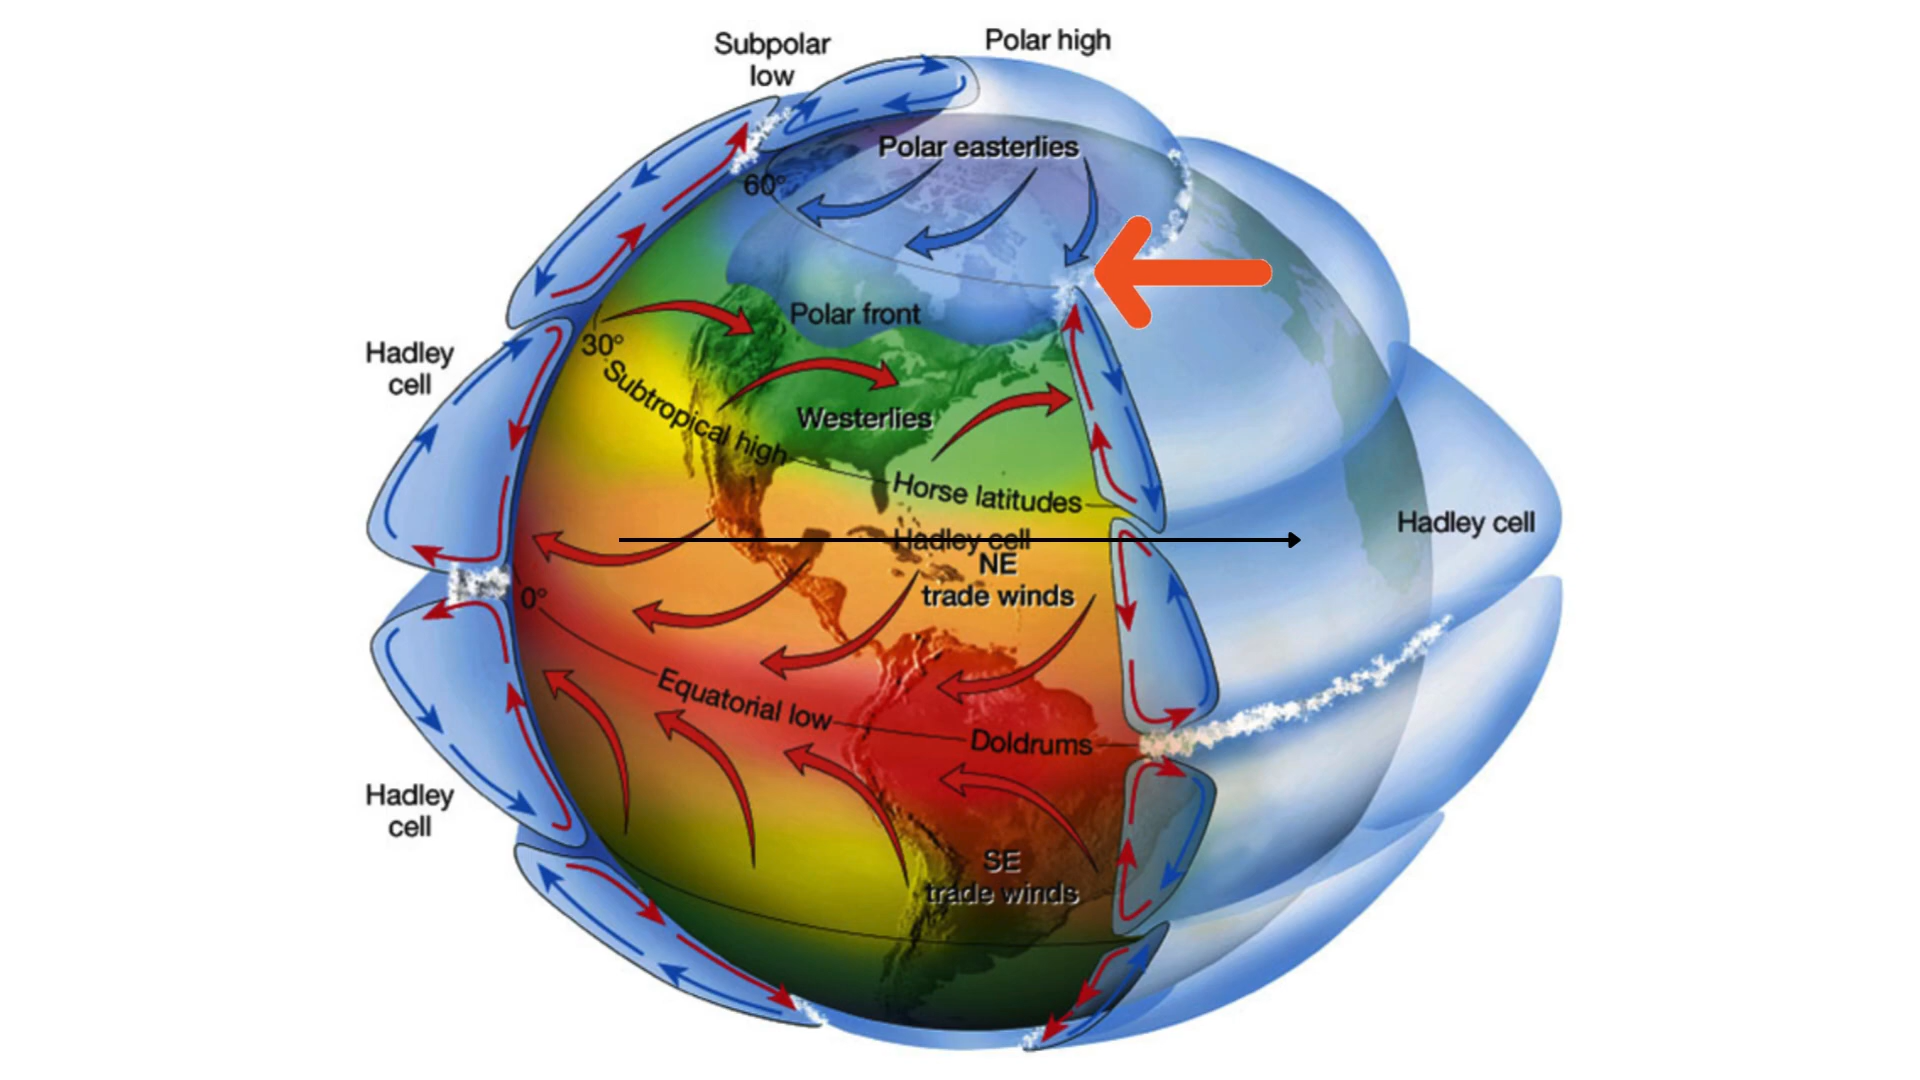 Subpolar
low
Polar high
Polar easterlies
60°
Polar front
30°
Hadley
cell
Subtropical high
Westerlies
Horse latitudes
Hadley cell
Hadley cell
NE
trade winds
0°
Equatorial low
Doldrums
Hadley
cell
SE
trade winds